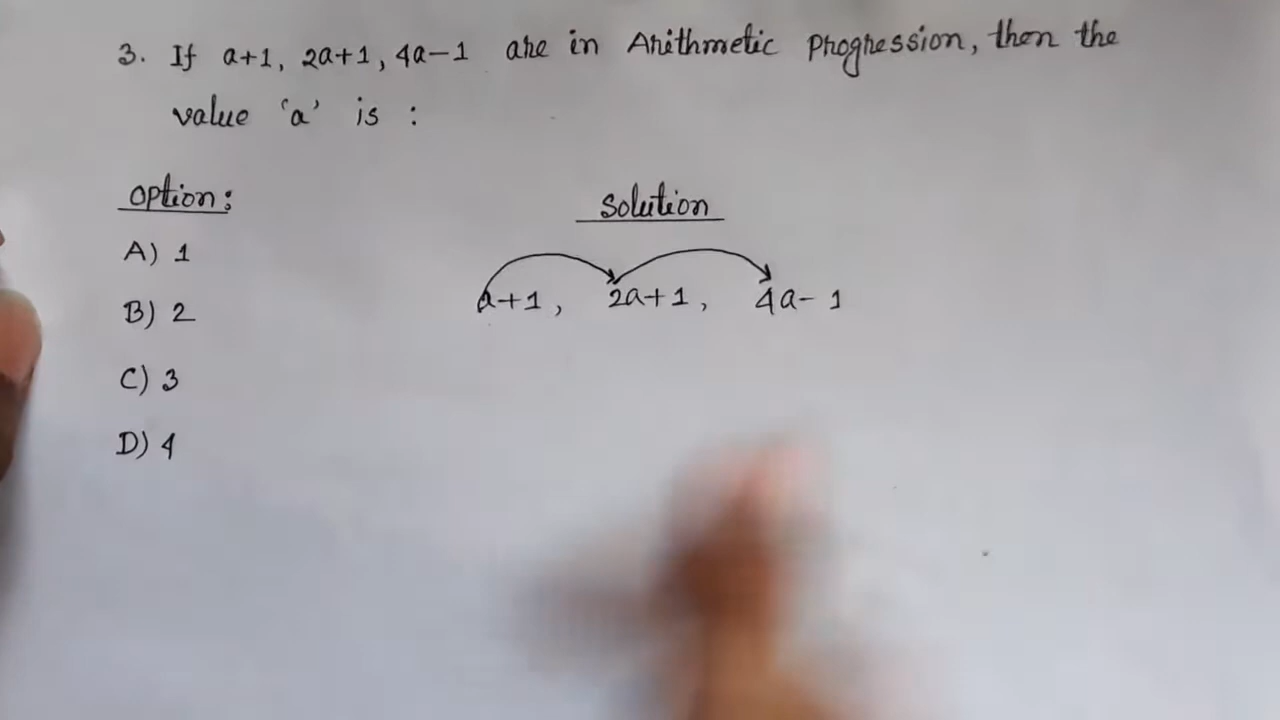 3. If a+1, 2a+1, 4a-1 are in Arithmetic Progression, then the
value 'a' is :
Option:
A) 1
B) 2
C) 3
D) 4
Solution
a+1, 2a+1, 4a-1